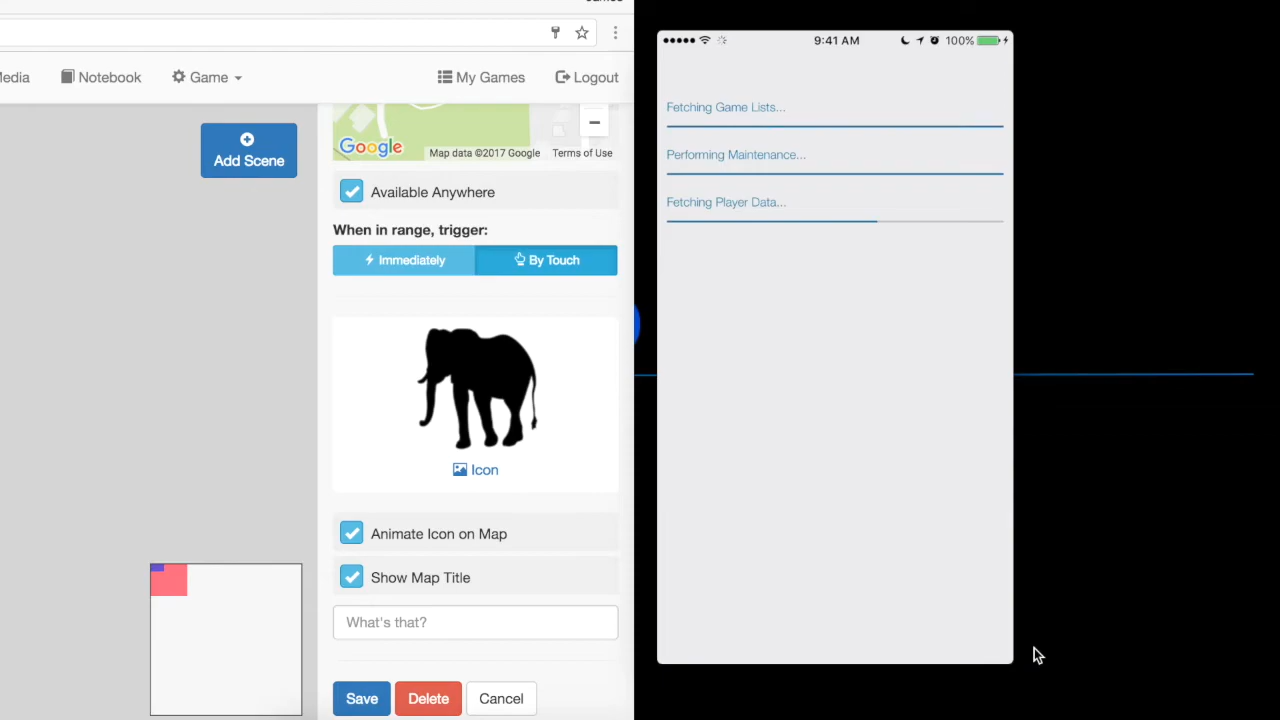 Media
Notebook
Game
My Games
Logout
Add Scene
Google
Map data ©2017 Google
Terms of Use
Available Anywhere
When in range, trigger:
Immediately
By Touch
Icon
Animate Icon on Map
Show Map Title
What's that?
Save
Delete
Cancel
9:41 AM
100%
Fetching Game Lists...
Performing Maintenance...
Fetching Player Data...